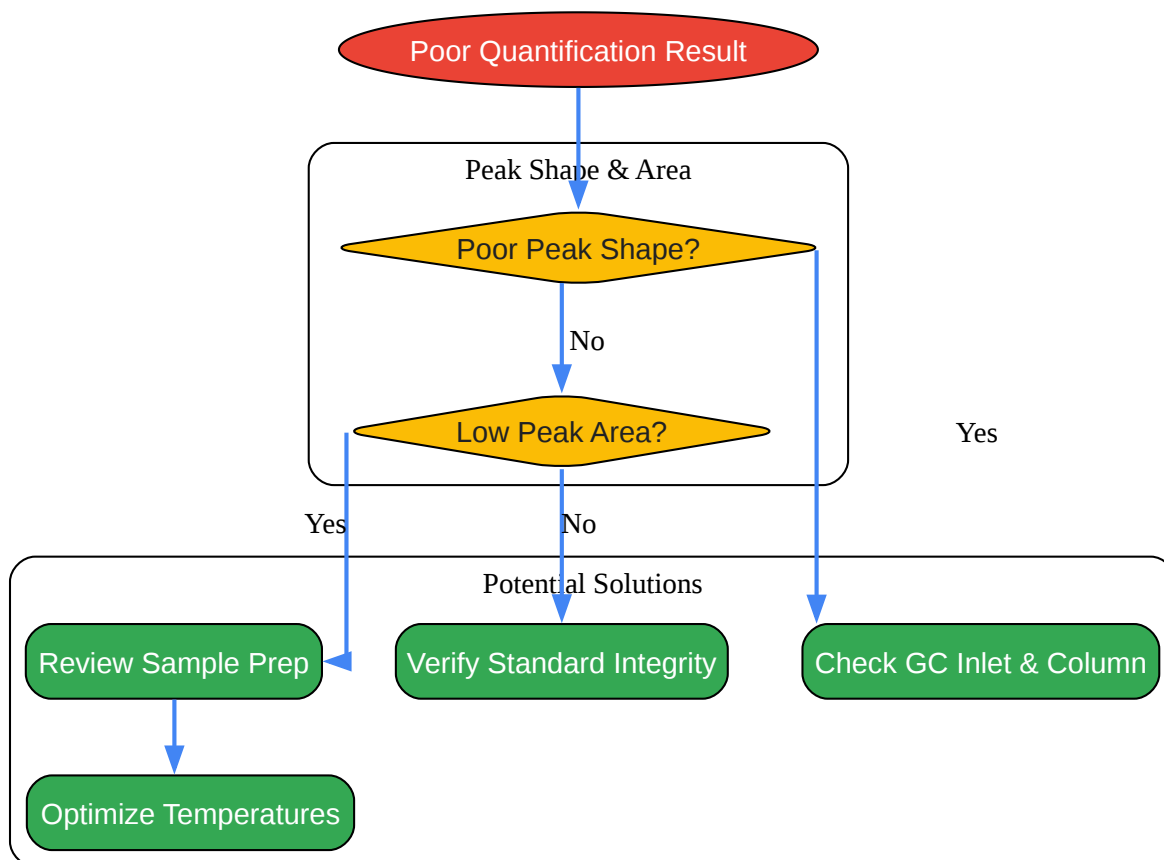 Poor Quantification Result
Peak Shape & Area
Poor Peak Shape?
No
Low Peak Area?
Yes
Yes
No
Potential Solutions
Review Sample Prep
Verify Standard Integrity
Check GC Inlet & Column
Optimize Temperatures